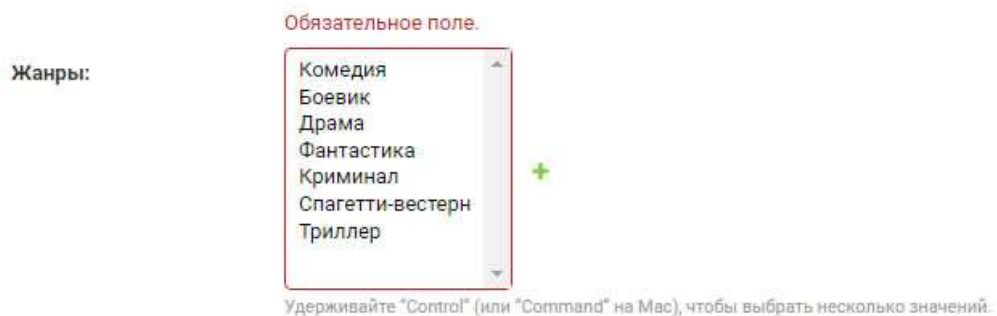 Обязательное поле.
Жанры:
Комедия
Боевик
Драма
Фантастика
Криминал
Спагетти-вестерн
Триллер
Удерживайте "Control" (или "Command" на Mac), чтобы выбрать несколько значений.